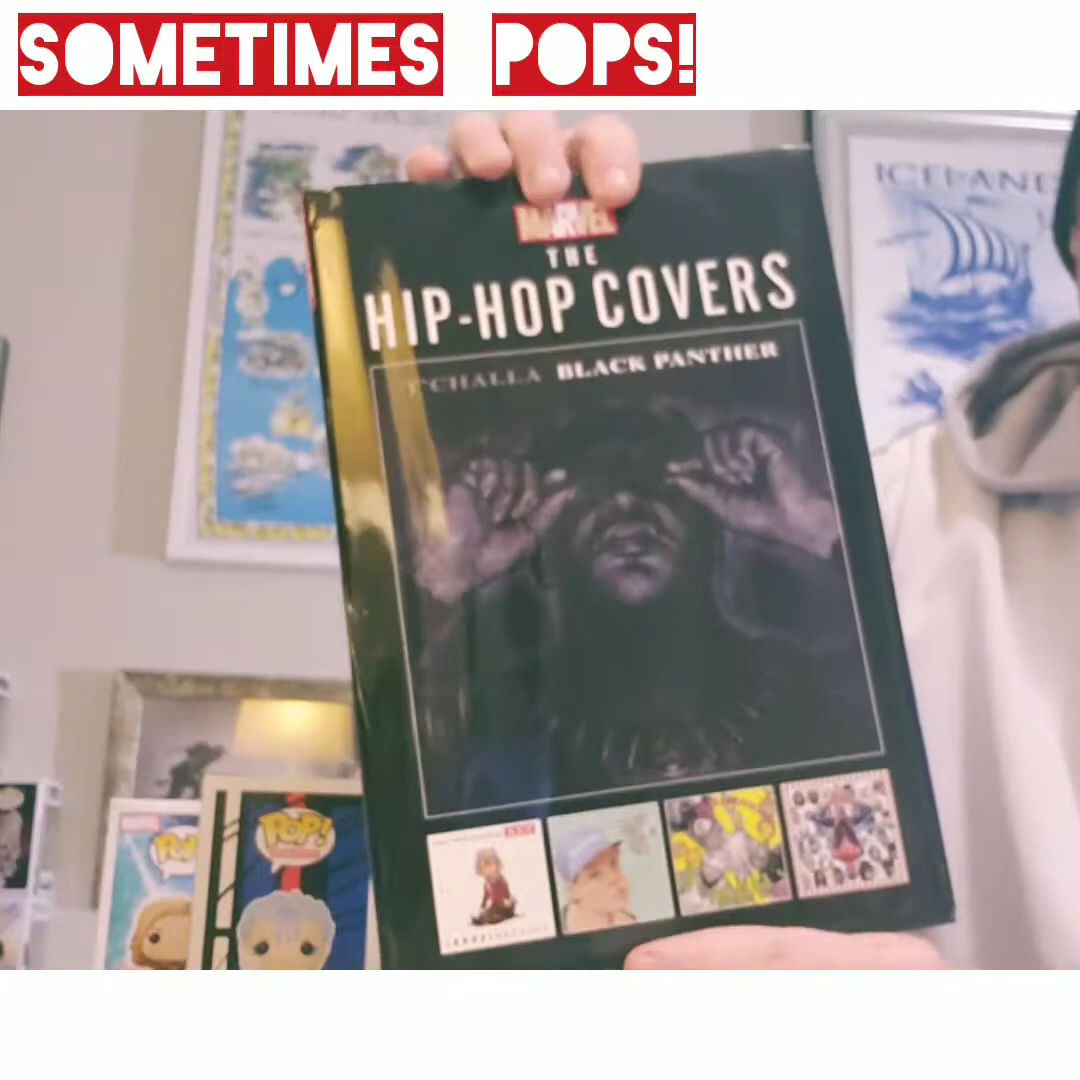 SOMETIMES POPS!
ICELAND
MARVEL
THE
HIP-HOP COVERS
T'CHALLA BLACK PANTHER
POP!